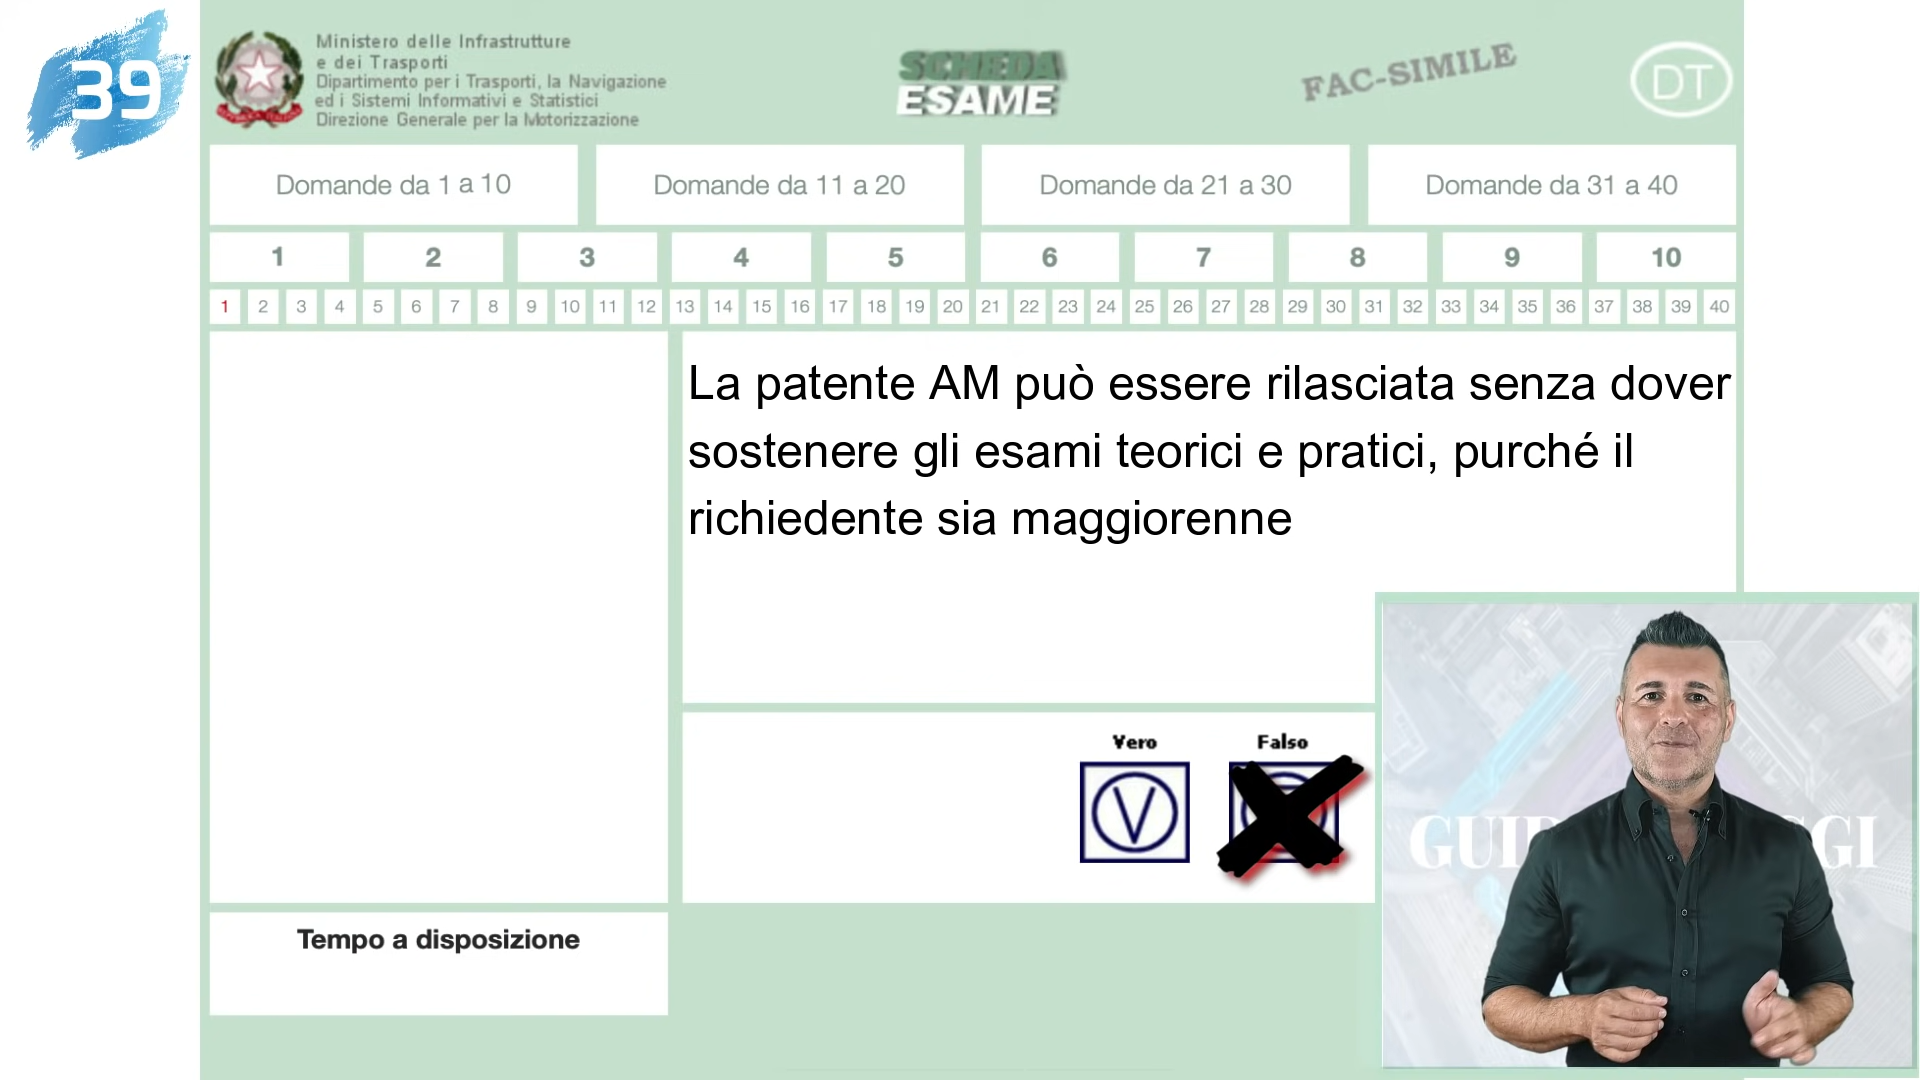 39
Ministero delle Infrastrutture
e dei Trasporti
Dipartimento per i Trasporti, la Navigazione
ed i Sistemi Informativi e Statistici
Direzione Generale per la Motorizzazione
SCHEDA
ESAME
FAC-SIMILE
DT
Domande da 1 a 10
Domande da 11 a 20
Domande da 21 a 30
Domande da 31 a 40
1 2 3 4 5 6 7 8 9 10
1 2 3 4 5 6 7 8 9 10 11 12 13 14 15 16 17 18 19 20 21 22 23 24 25 26 27 28 29 30 31 32 33 34 35 36 37 38 39 40
La patente AM può essere rilasciata senza dover
sostenere gli esami teorici e pratici, purché il
richiedente sia maggiorenne
Vero
Falso
V
Tempo a disposizione